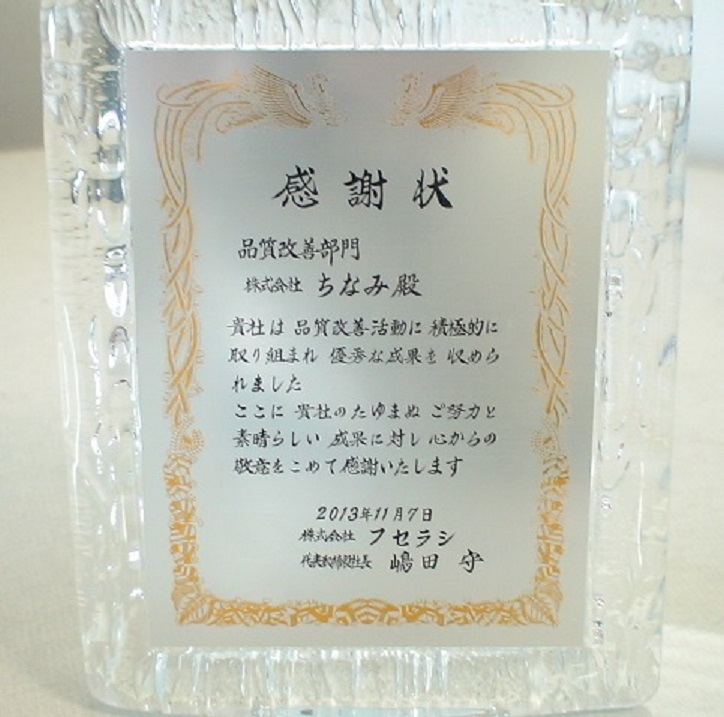 感謝状
品質改善部門
株式会社 ちなみ殿
貴社は 品質改善活動に 積極的に
取り組まれ 優秀な成果を 収めら
れました
ここに 貴社のたゆまぬ ご努力と
素晴らしい 成果に対し 心からの
敬意をこめて感謝いたします
2013年11月7日
株式会社 フセラシ
代表取締役社長 嶋田 守